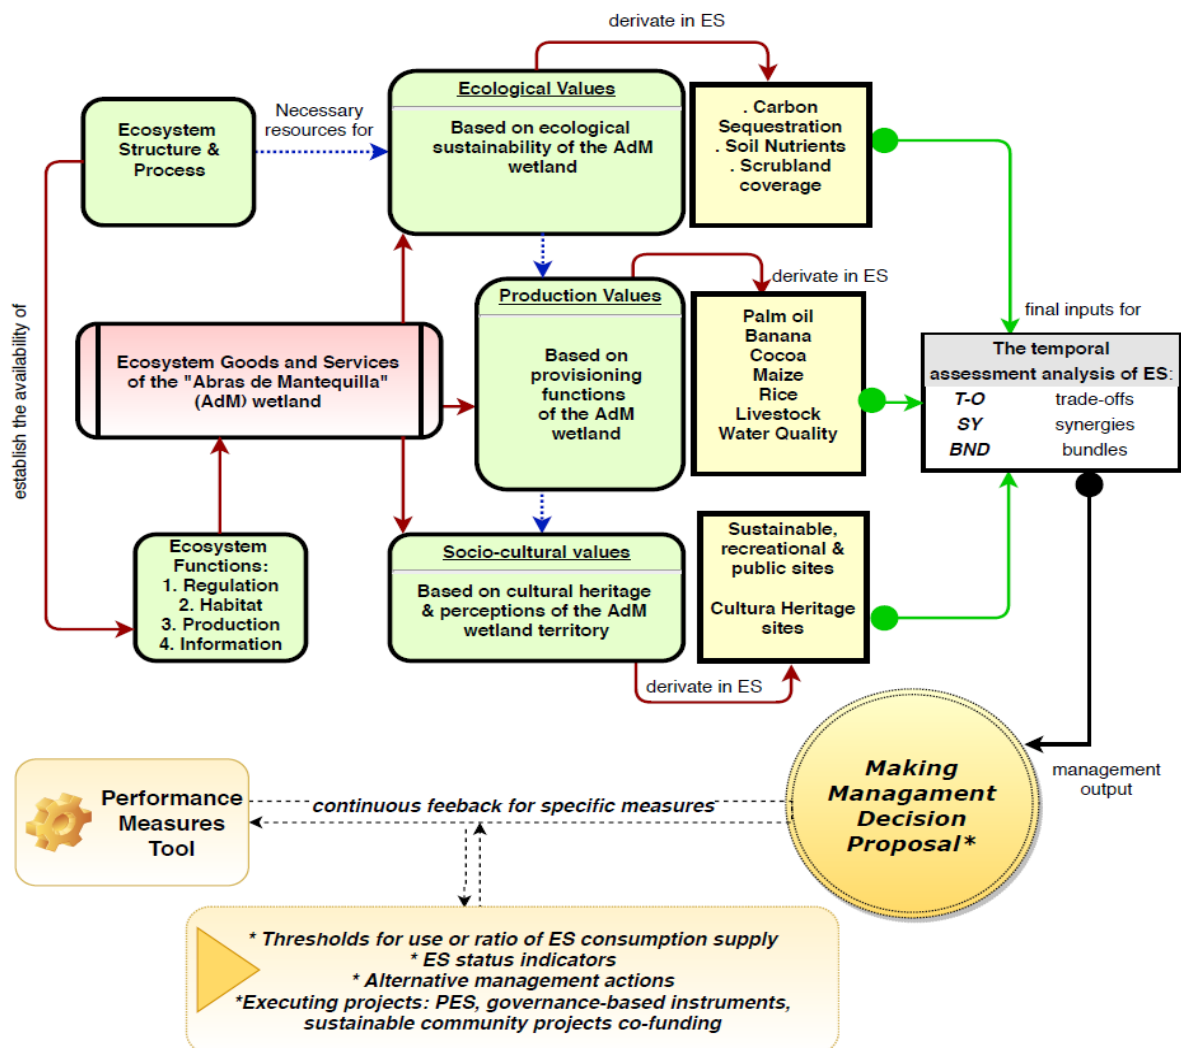 derivate in ES
Ecosystem
Structure &
Process
Necessary
resources for
Ecological Values
Based on ecological
sustainability of the AdM
wetland
. Carbon
Sequestration
. Soil Nutrients
. Scrubland
coverage
establish the availability of
Ecosystem Goods and Services
of the "Abras de Mantequilla"
(AdM) wetland
Production Values
Based on
provisioning
functions
of the AdM
wetland
derivate in ES
Palm oil
Banana
Cocoa
Maize
Rice
Livestock
Water Quality
final inputs for
The temporal
assessment analysis of ES:
T-O trade-offs
SY synergies
BND bundles
Ecosystem
Functions:
1. Regulation
2. Habitat
3. Production
4. Information
Socio-cultural values
Based on cultural heritage
& perceptions of the AdM
wetland territory
derivate in ES
Sustainable,
recreational &
public sites
Cultura Heritage
sites
management
output
Making
Managament
Decision
Proposal*
continuous feeback for specific measures
Performance
Measures
Tool
* Thresholds for use or ratio of ES consumption supply
* ES status indicators
* Alternative management actions
*Executing projects: PES, governance-based instruments,
sustainable community projects co-funding